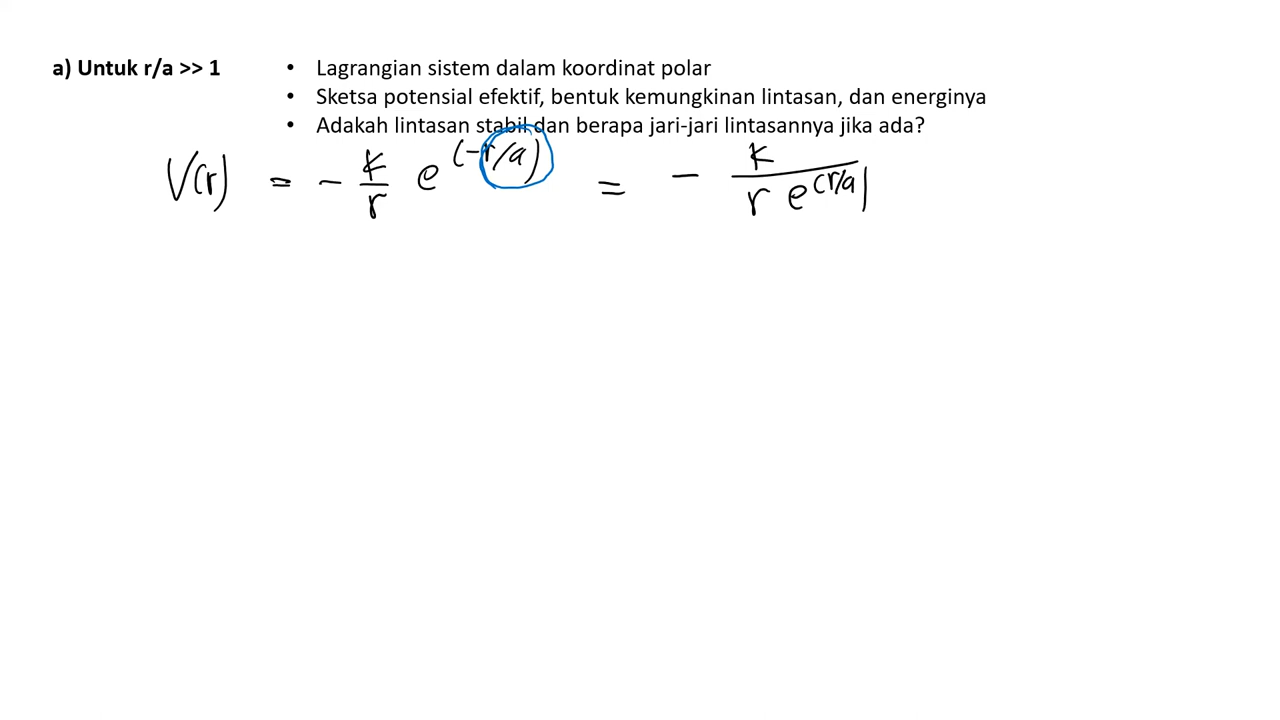 a) Untuk r/a >> 1
• Lagrangian sistem dalam koordinat polar
• Sketsa potensial efektif, bentuk kemungkinan lintasan, dan energinya
• Adakah lintasan stabil dan berapa jari-jari lintasannya jika ada?
V(r) = - k/r e^(-r/a) = - k/(r e^(r/a))